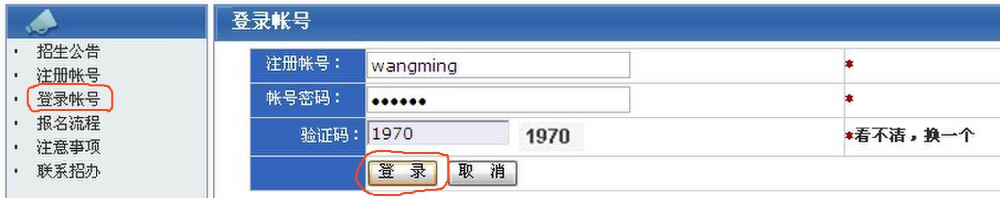 招生公告
注册帐号
登录帐号
报名流程
注意事项
联系招办
登录帐号
注册帐号：
wangming
*
帐号密码：
••••••
*
验证码：
1970
1970
*看不清，换一个
登 录
取 消